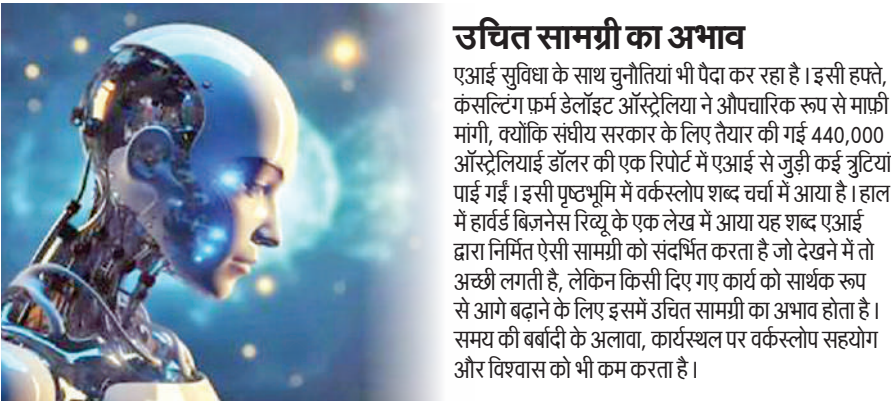 उचित सामग्री का अभाव
एआई सुविधा के साथ चुनौतियां भी पैदा कर रहा है। इसी हफ्ते,
कंसल्टिंग फ़र्म डेलॉइट ऑस्ट्रेलिया ने औपचारिक रूप से माफ़ी
मांगी, क्योंकि संघीय सरकार के लिए तैयार की गई 440,000
ऑस्ट्रेलियाई डॉलर की एक रिपोर्ट में एआई से जुड़ी कई त्रुटियां
पाई गईं। इसी पृष्ठभूमि में वर्कस्लोप शब्द चर्चा में आया है। हाल
में हार्वर्ड बिज़नेस रिव्यू के एक लेख में आया यह शब्द एआई
द्वारा निर्मित ऐसी सामग्री को संदर्भित करता है जो देखने में तो
अच्छी लगती है, लेकिन किसी दिए गए कार्य को सार्थक रूप
से आगे बढ़ाने के लिए इसमें उचित सामग्री का अभाव होता है।
समय की बर्बादी के अलावा, कार्यस्थल पर वर्कस्लोप सहयोग
और विश्वास को भी कम करता है।